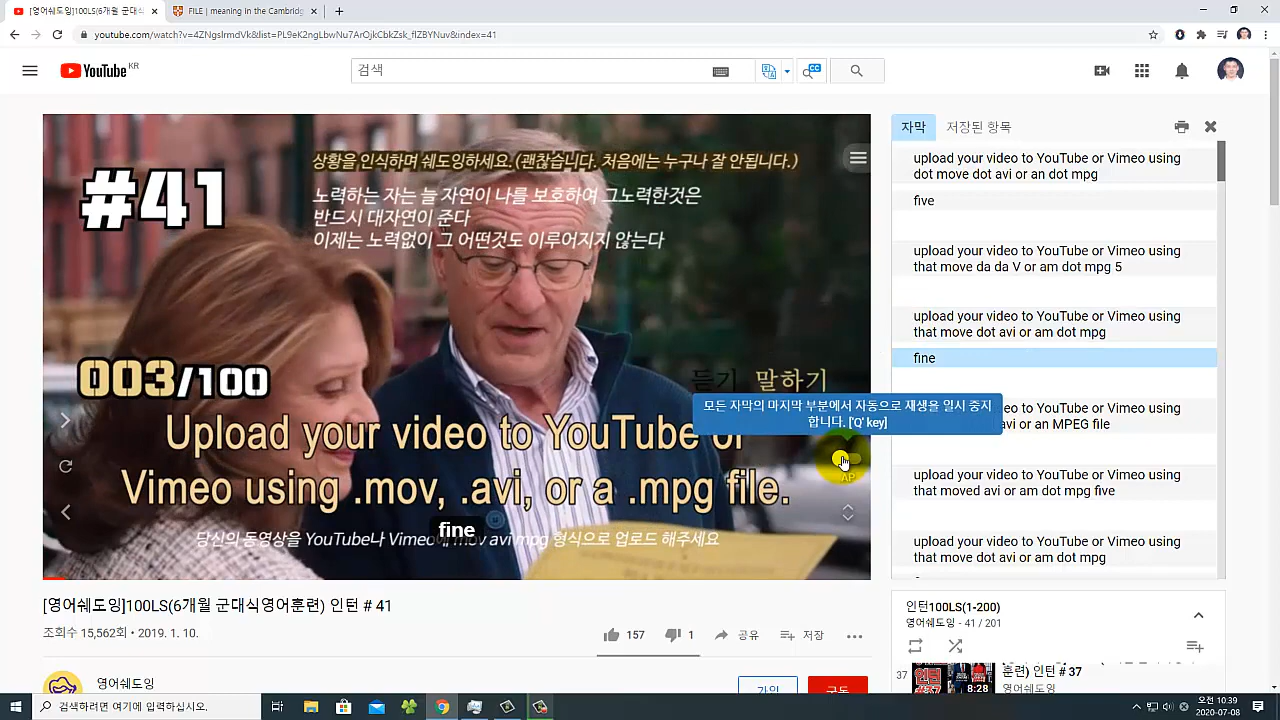 [영어쉐도잉]100LS(6개월 군대식영
FILE | meaning in the Cambridg
youtube.com/watch?v=4ZNgsIrmdVk&list=PL9eK2ngLbwNu7ArOjkCbkZsk_flZBYNuv&index=41
YouTube KR
검색
CC
#41
상황을 인식하며 쉐도잉하세요.(괜찮습니다. 처음에는 누구나 잘 안됩니다.)
노력하는 자는 늘 자연이 나를 보호하여 그노력한것은
반드시 대자연이 준다
이제는 노력없이 그 어떤것도 이루어지지 않는다
003/100
듣기 말하기
모든 자막의 마지막 부분에서 자동으로 재생을 일시 중지
합니다. ['Q' key]
AP
Upload your video to YouTube or
Vimeo using .mov, .avi, or a .mpg file.
fine
당신의 동영상을 YouTube나 Vimeo에 mov avi mpg 형식으로 업로드 해주세요
자막 저장된 항목
upload your video to YouTube or Vimeo using
dot move dot avi or an dot mpg
five
upload your video to YouTube or Vimeo using
that move da da V or am dot mpg 5
upload your video to YouTube or Vimeo using
that move dot avi or am dot mpg
fine
eo to YouTube or Vimeo using
avi or an MPEG file
upload your video to YouTube or Vimeo using
that moved avi or am dot mpg five
upload your video to YouTube or Vimeo using
that move dot avi or am dot mpg
[영어쉐도잉]100LS(6개월 군대식영어훈련) 인턴 # 41
조회수 15,562회 • 2019. 1. 10.
157 1 공유 저장
영어쉐도잉
가입 구독
인턴100LS(1-200)
영어쉐도잉 - 41 / 201
37
8:28
훈련) 인턴 # 37
영어쉐도잉
검색하려면 여기에 입력하십시오.
오전 10:39
2020-07-08